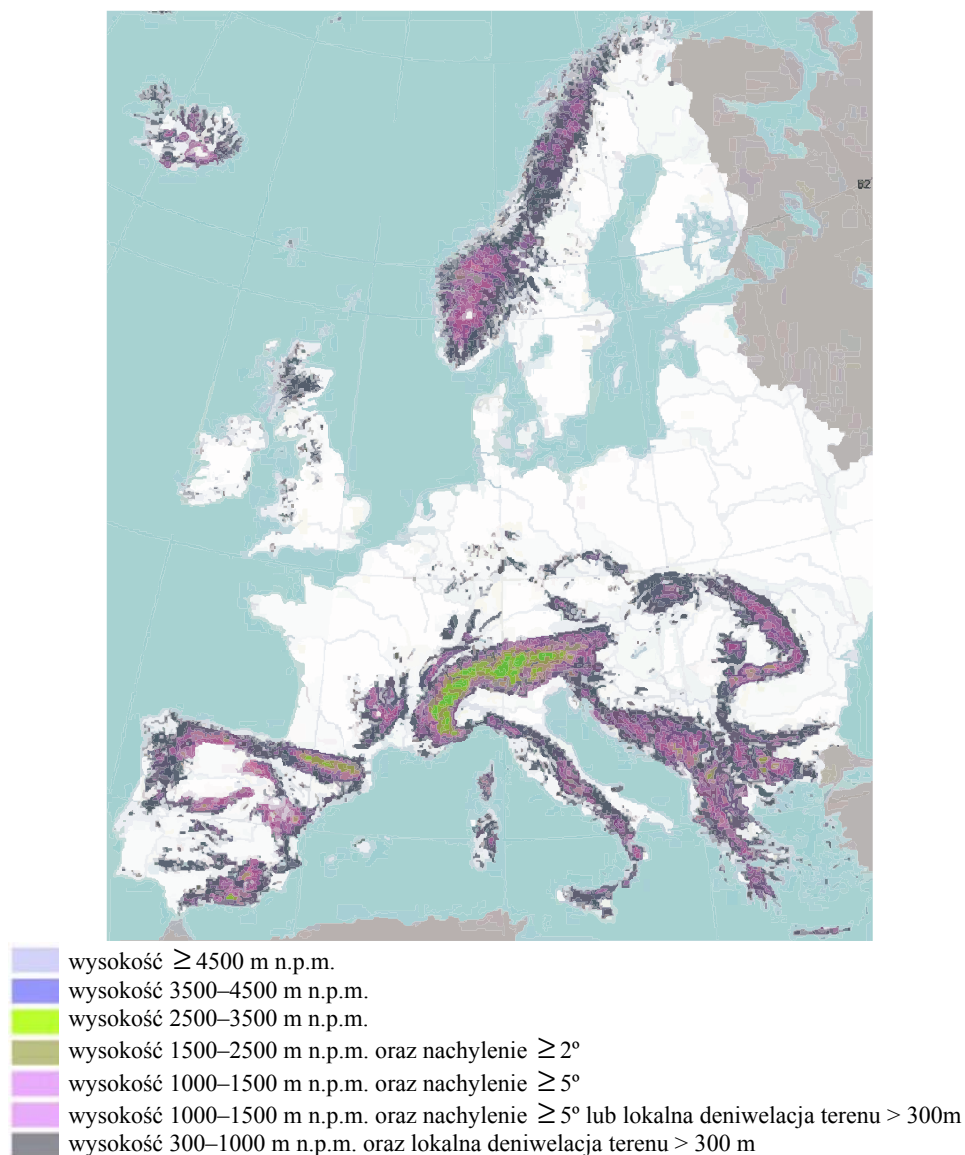 B2
wysokość ≥ 4500 m n.p.m.
wysokość 3500–4500 m n.p.m.
wysokość 2500–3500 m n.p.m.
wysokość 1500–2500 m n.p.m. oraz nachylenie ≥ 2º
wysokość 1000–1500 m n.p.m. oraz nachylenie ≥ 5º
wysokość 1000–1500 m n.p.m. oraz nachylenie ≥ 5º lub lokalna deniwelacja terenu > 300m
wysokość 300–1000 m n.p.m. oraz lokalna deniwelacja terenu > 300 m